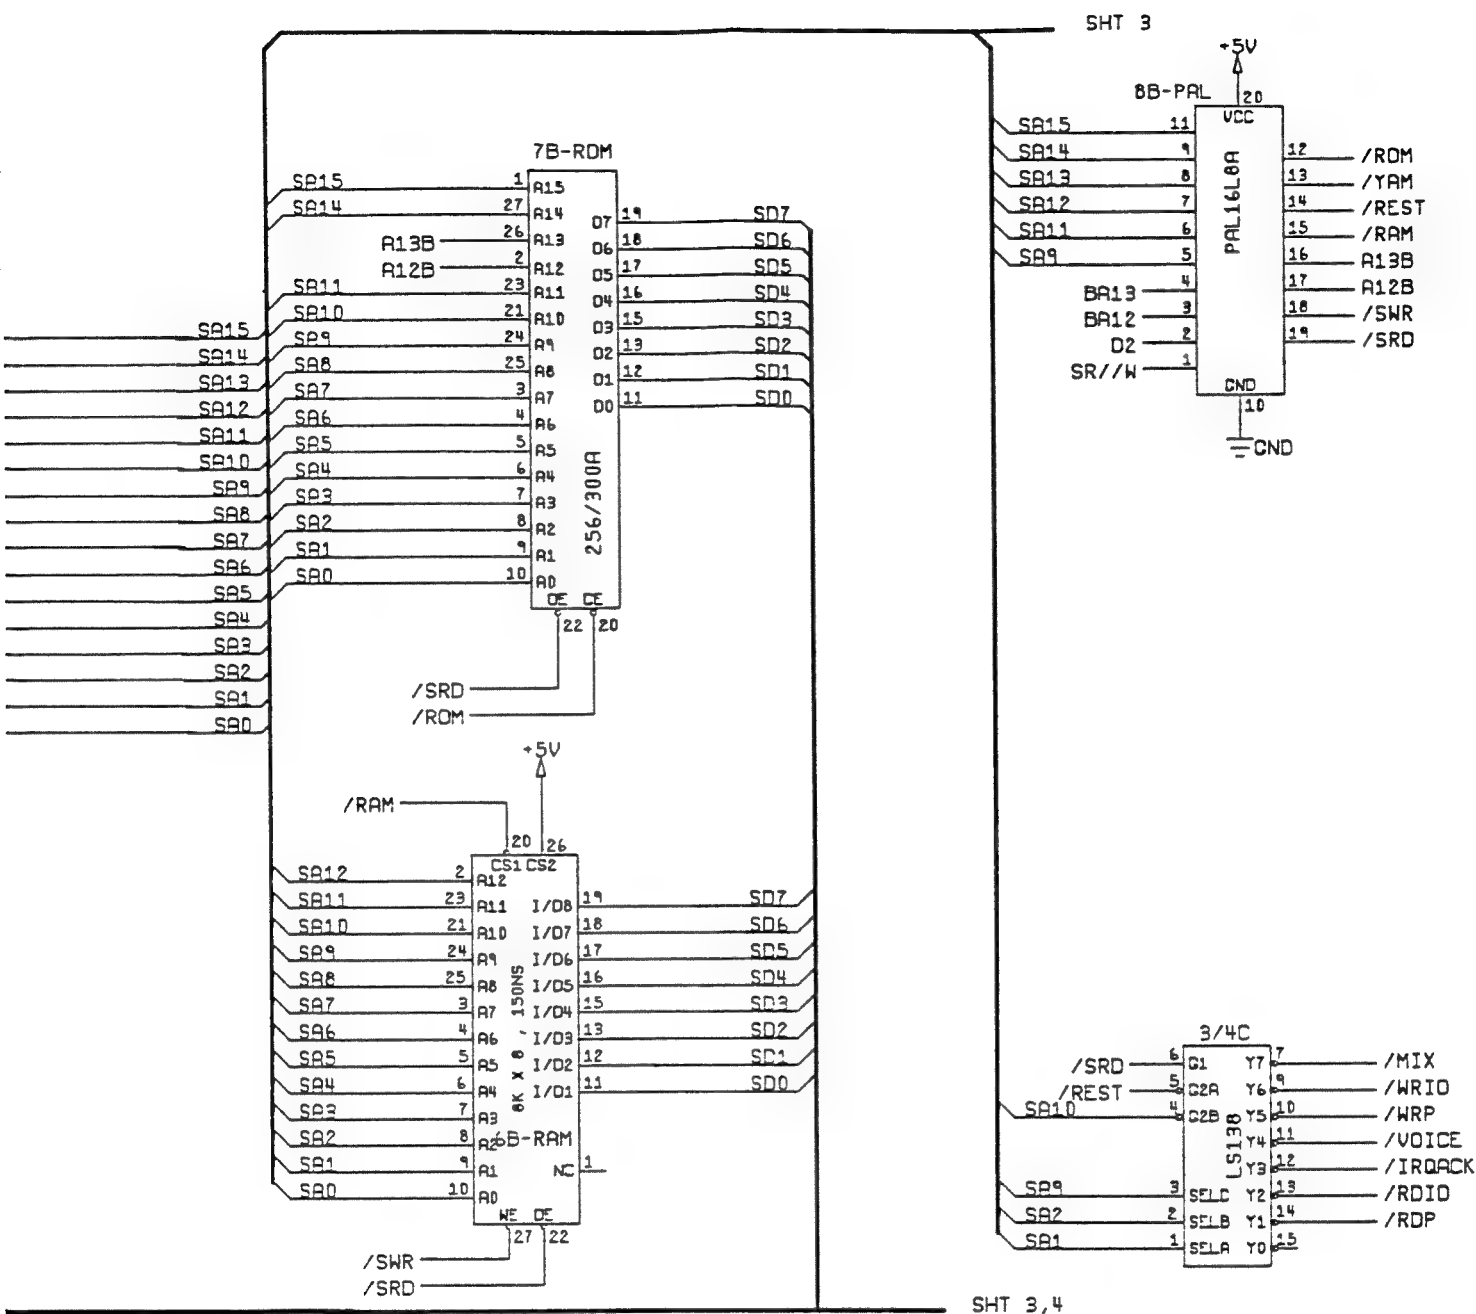 SHT 3
+5V
8B-PAL
20
VCC
SA15 11
SA14 9
SA13 8
SA12 7
SA11 6
SA9 5
BA13 4
BA12 3
D2 2
SR//W 1
PAL16L8A
12 /ROM
13 /YAM
14 /REST
15 /RAM
16 A13B
17 A12B
18 /SWR
19 /SRD
GND
10
GND
7B-ROM
SA15 1 A15
SA14 27 A14
A13B 26 A13
A12B 2 A12
SA11 23 A11
SA10 21 A10
SA9 24 A9
SA8 25 A8
SA7 3 A7
SA6 4 A6
SA5 5 A5
SA4 6 A4
SA3 7 A3
SA2 8 A2
SA1 9 A1
SA0 10 A0
D7 19 SD7
D6 18 SD6
D5 17 SD5
D4 16 SD4
D3 15 SD3
D2 13 SD2
D1 12 SD1
D0 11 SD0
256/300A
OE CE
22 20
/SRD
/ROM
SA15
SA14
SA13
SA12
SA11
SA10
SA9
SA8
SA7
SA6
SA5
SA4
SA3
SA2
SA1
SA0
+5V
/RAM
20 26
CS1 CS2
SA12 2 A12
SA11 23 A11
SA10 21 A10
SA9 24 A9
SA8 25 A8
SA7 3 A7
SA6 4 A6
SA5 5 A5
SA4 6 A4
SA3 7 A3
SA2 8 A2
SA1 9 A1
SA0 10 A0
8K X 8 , 150NS
6B-RAM
I/O8 19 SD7
I/O7 18 SD6
I/O6 17 SD5
I/O5 16 SD4
I/O4 15 SD3
I/O3 13 SD2
I/O2 12 SD1
I/O1 11 SD0
NC 1
WE OE
27 22
/SWR
/SRD
3/4C
/SRD 6 G1
/REST 5 G2A
SA10 4 G2B
SA9 3 SELC
SA2 2 SELB
SA1 1 SELA
LS138
Y7 7 /MIX
Y6 9 /WRIO
Y5 10 /WRP
Y4 11 /VOICE
Y3 12 /IRQACK
Y2 13 /RDIO
Y1 14 /RDP
Y0 15
SHT 3,4